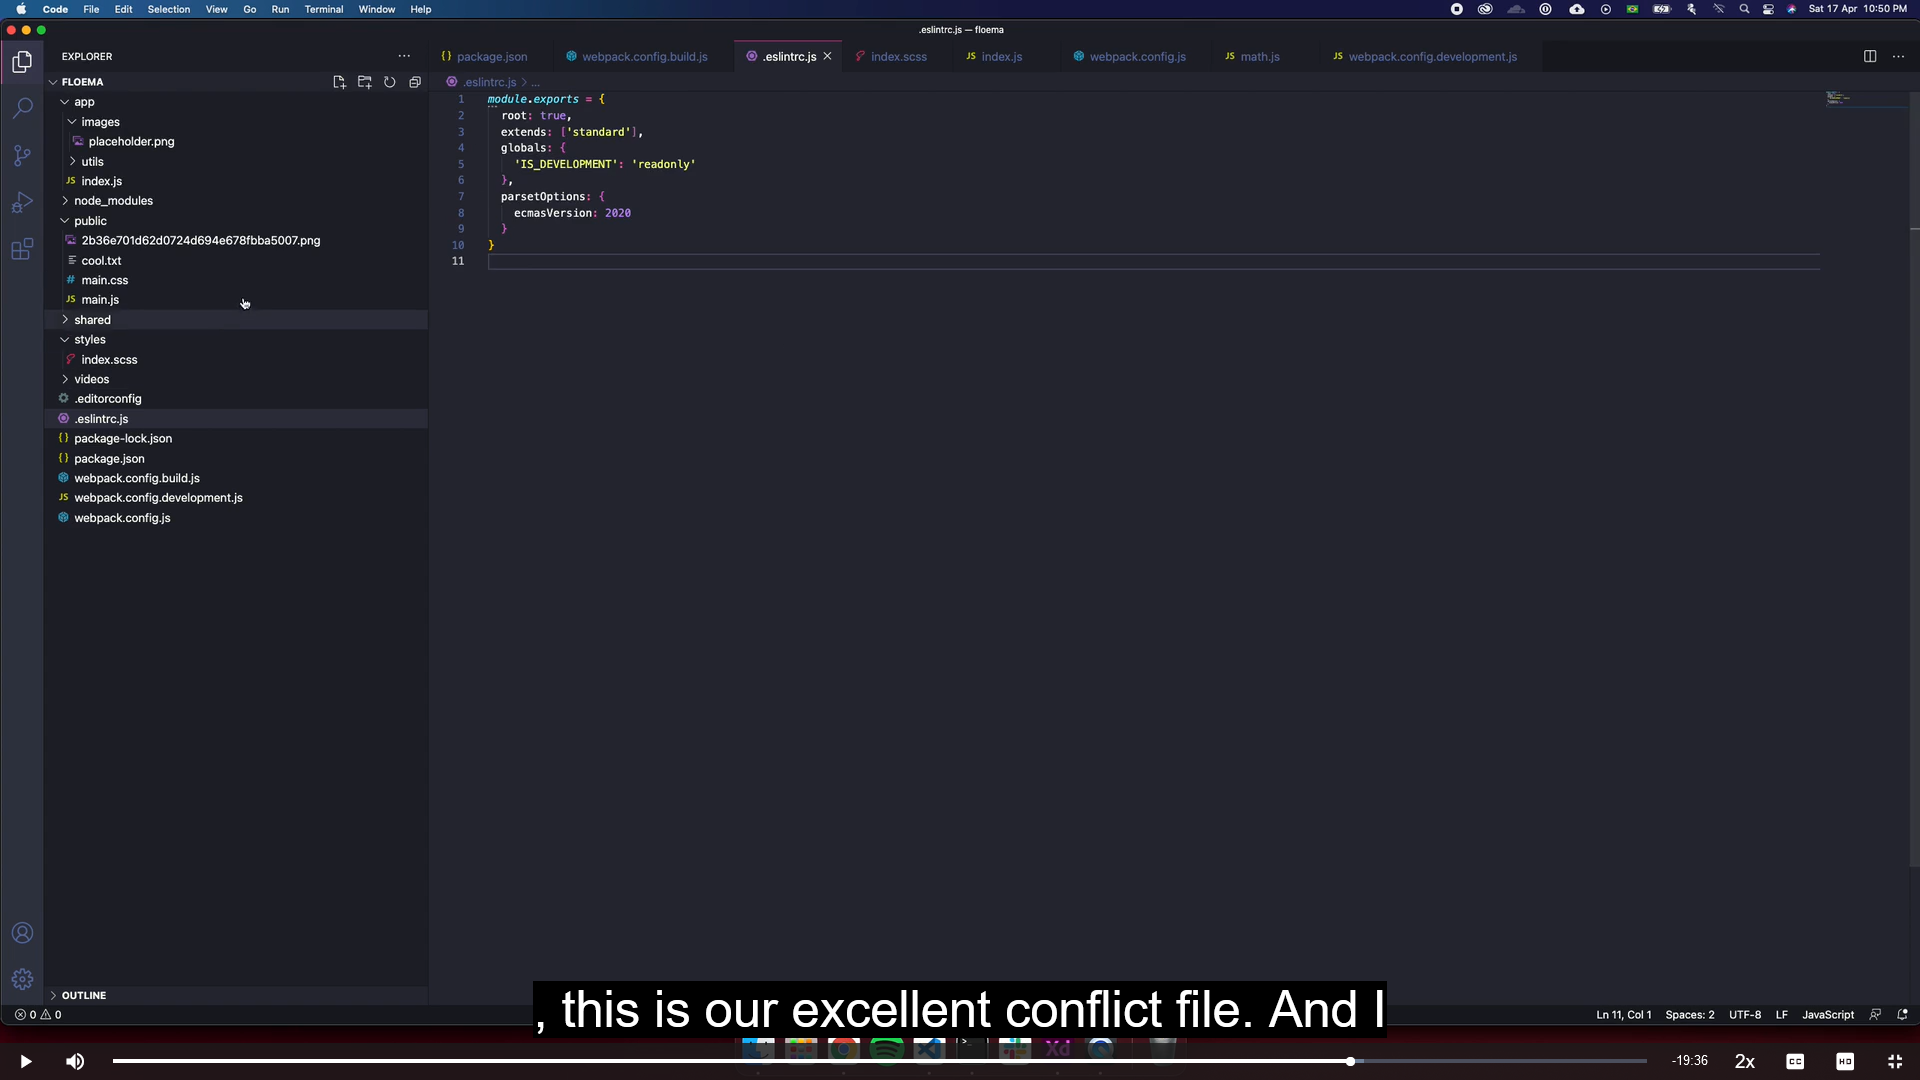 Code File Edit Selection View Go Run Terminal Window Help Sat 17 Apr 10:50 PM
.eslintrc.js — floema
EXPLORER
package.json webpack.config.build.js .eslintrc.js index.scss index.js webpack.config.js math.js webpack.config.development.js
FLOEMA
.eslintrc.js > ...
app
images
placeholder.png
utils
index.js
node_modules
public
2b36e701d62d0724d694e678fbba5007.png
cool.txt
main.css
main.js
shared
styles
index.scss
videos
.editorconfig
.eslintrc.js
package-lock.json
package.json
webpack.config.build.js
webpack.config.development.js
webpack.config.js
1 module.exports = {
2 root: true,
3 extends: ['standard'],
4 globals: {
5 'IS_DEVELOPMENT': 'readonly'
6 },
7 parsetOptions: {
8 ecmasVersion: 2020
9 }
10 }
11
OUTLINE
, this is our excellent conflict file. And I
0 0 Ln 11, Col 1 Spaces: 2 UTF-8 LF JavaScript
Xd
-19:36 2x CC HD